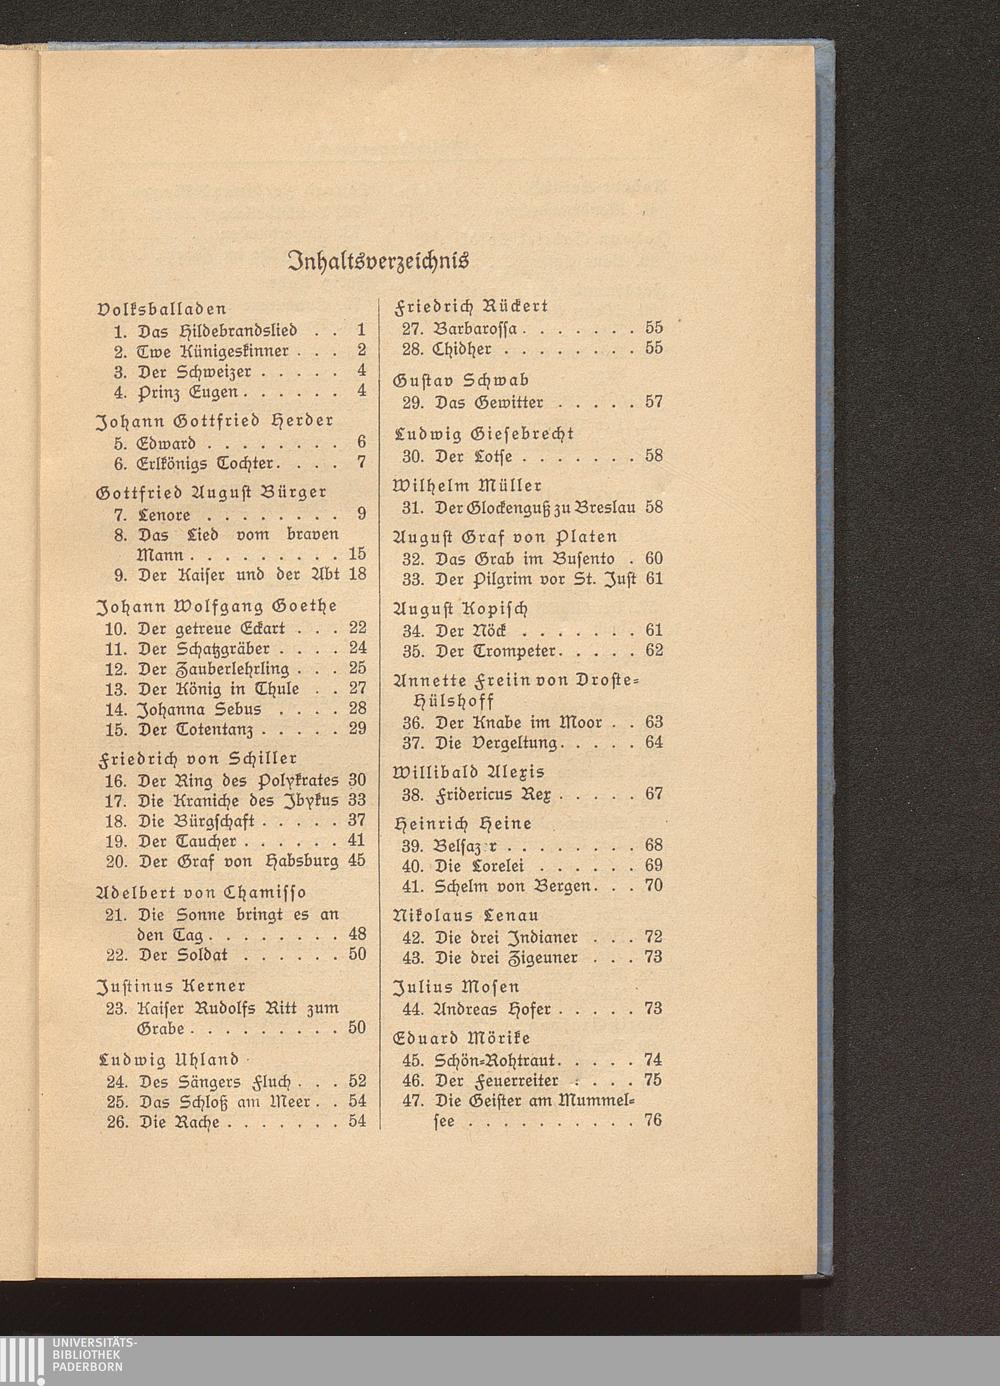 Inhaltsverzeichnis
Volksballaden
1. Das Hildebrandslied . . 1
2. Twe Künigeskinner . . . 2
3. Der Schweizer . . . . . 4
4. Prinz Eugen . . . . . . 4
Johann Gottfried Herder
5. Edward . . . . . . . . 6
6. Erlkönigs Tochter. . . . 7
Gottfried August Bürger
7. Lenore . . . . . . . . 9
8. Das Lied vom braven
Mann . . . . . . . . . 15
9. Der Kaiser und der Abt 18
Johann Wolfgang Goethe
10. Der getreue Eckart . . . 22
11. Der Schatzgräber . . . . 24
12. Der Zauberlehrling . . . 25
13. Der König in Thule . . 27
14. Johanna Sebus . . . . 28
15. Der Totentanz . . . . . 29
Friedrich von Schiller
16. Der Ring des Polykrates 30
17. Die Kraniche des Ibykus 33
18. Die Bürgschaft . . . . . 37
19. Der Taucher . . . . . . 41
20. Der Graf von Habsburg 45
Adelbert von Chamisso
21. Die Sonne bringt es an
den Tag . . . . . . . . 48
22. Der Soldat . . . . . . 50
Justinus Kerner
23. Kaiser Rudolfs Ritt zum
Grabe . . . . . . . . . 50
Ludwig Uhland
24. Des Sängers Fluch . . . 52
25. Das Schloß am Meer . . 54
26. Die Rache . . . . . . . 54
Friedrich Rückert
27. Barbarossa . . . . . . . 55
28. Chidher . . . . . . . . 55
Gustav Schwab
29. Das Gewitter . . . . . 57
Ludwig Giesebrecht
30. Der Lotse . . . . . . . 58
Wilhelm Müller
31. Der Glockenguß zu Breslau 58
August Graf von Platen
32. Das Grab im Busento . 60
33. Der Pilgrim vor St. Just 61
August Kopisch
34. Der Nöck . . . . . . . 61
35. Der Trompeter . . . . . 62
Annette Freiin von Droste-
Hülshoff
36. Der Knabe im Moor . . 63
37. Die Vergeltung . . . . . 64
Willibald Alexis
38. Fridericus Rex . . . . . 67
Heinrich Heine
39. Belsaz r . . . . . . . . 68
40. Die Lorelei . . . . . . 69
41. Schelm von Bergen . . . 70
Nikolaus Lenau
42. Die drei Indianer . . . 72
43. Die drei Zigeuner . . . 73
Julius Mosen
44. Andreas Hofer . . . . . 73
Eduard Mörike
45. Schön-Rohtraut . . . . . 74
46. Der Feuerreiter . . . . 75
47. Die Geister am Mummel-
see . . . . . . . . . . 76
UNIVERSITÄTS-
BIBLIOTHEK
PADERBORN